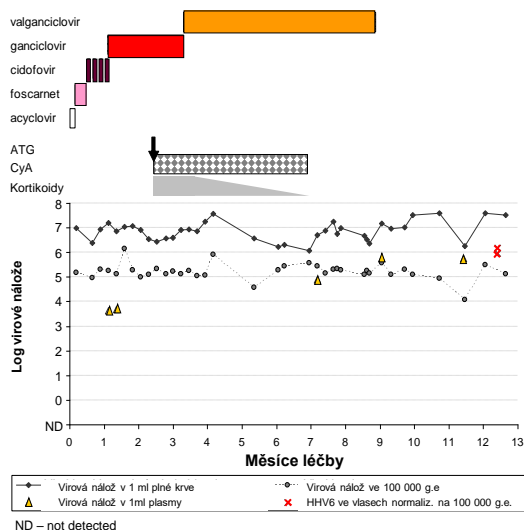 valganciclovir
ganciclovir
cidofovir
foscarnet
acyclovir
ATG
CyA
Kortikoidy
Log virové nálože
8
7
6
5
4
3
2
1
0
ND
0 1 2 3 4 5 6 7 8 9 10 11 12 13
Měsíce léčby
Virová nálož v 1 ml plné krve
Virová nálož ve 100 000 g.e
Virová nálož v 1ml plasmy
HHV6 ve vlasech normaliz. na 100 000 g.e.
ND – not detected